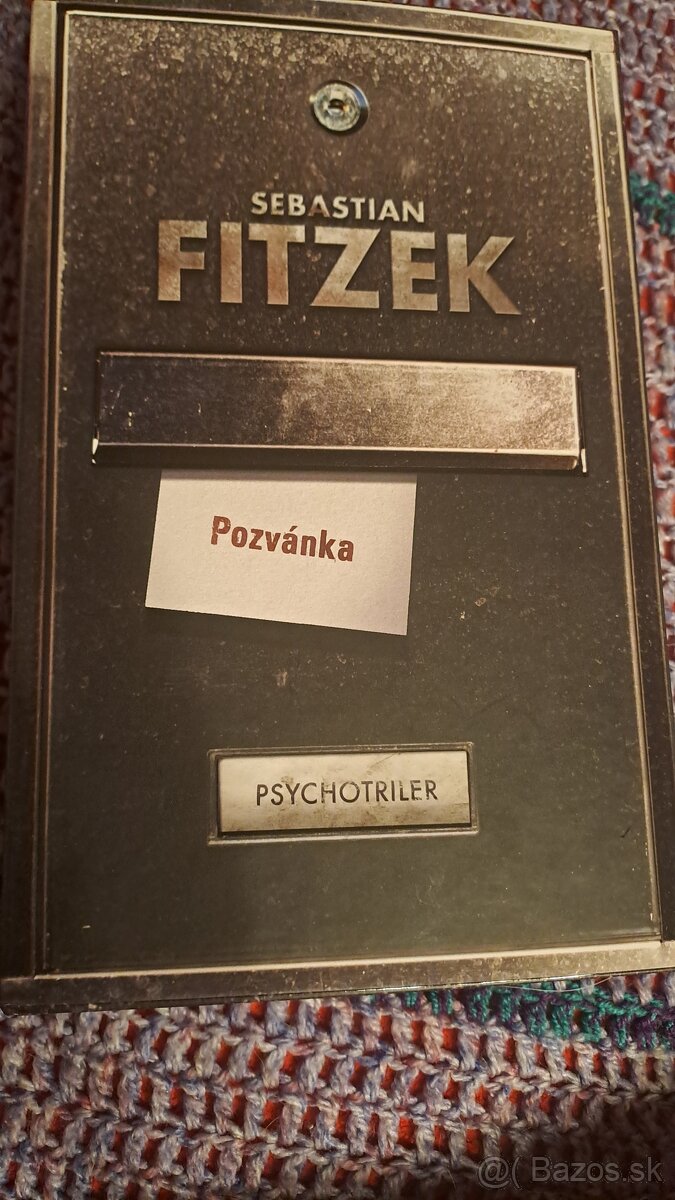 SEBASTIAN
FITZEK
Pozvánka
PSYCHOTRILER
@( Bazos.sk